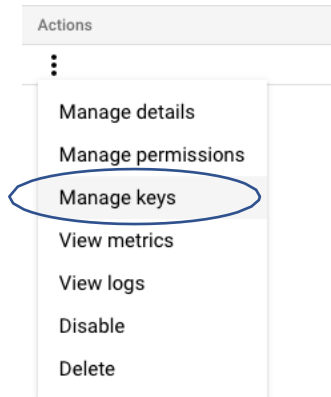 Actions
Manage details
Manage permissions
Manage keys
View metrics
View logs
Disable
Delete